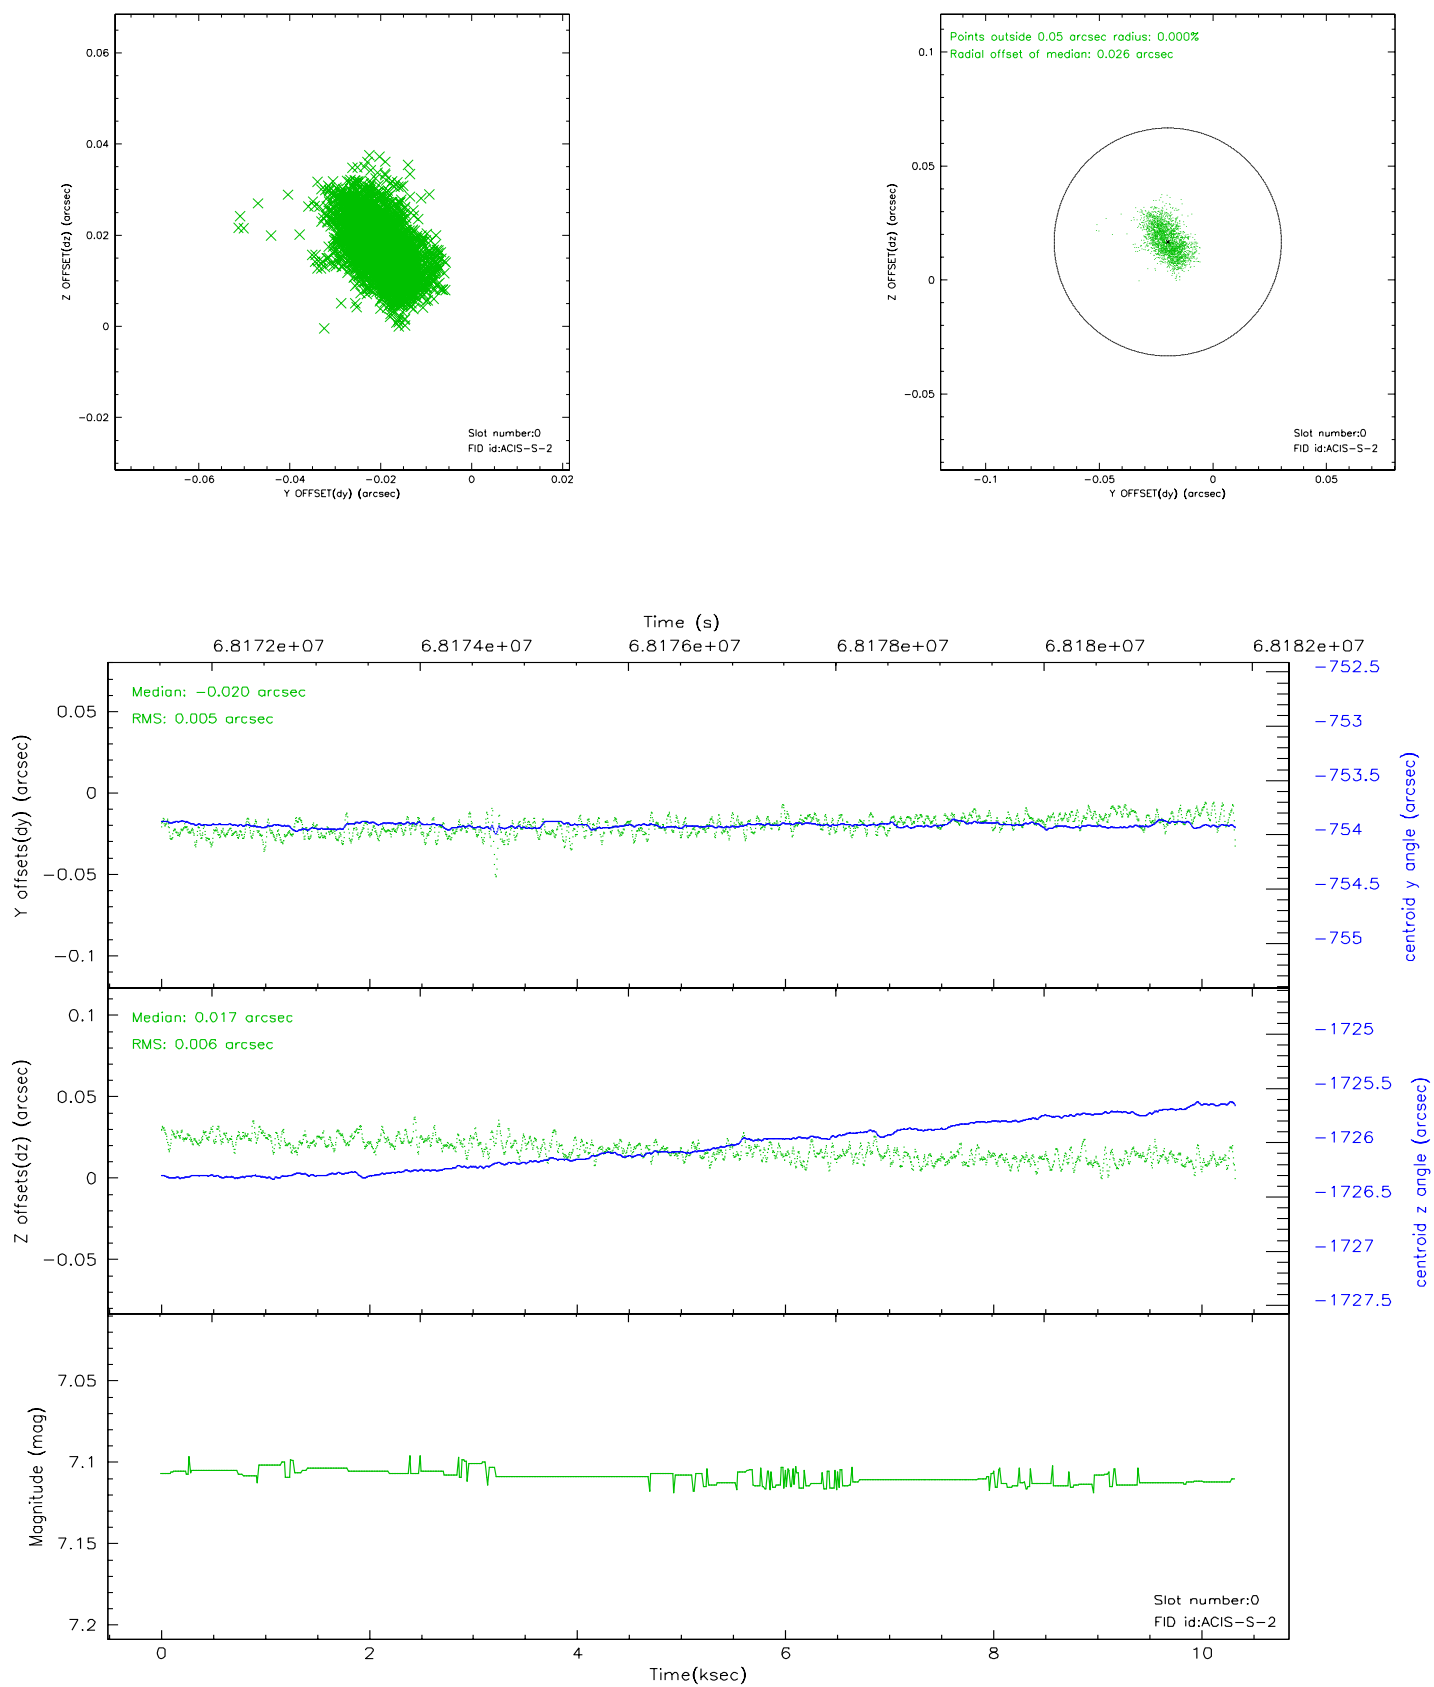 0.06
0.04
0.02
0
-0.02
Z OFFSET(dz) (arcsec)
Slot number:0
FID id:ACIS-S-2
-0.06 -0.04 -0.02 0 0.02
Y OFFSET(dy) (arcsec)
Points outside 0.05 arcsec radius: 0.000%
Radial offset of median: 0.026 arcsec
0.1
0.05
0
-0.05
Z OFFSET(dz) (arcsec)
Slot number:0
FID id:ACIS-S-2
-0.1 -0.05 0 0.05
Y OFFSET(dy) (arcsec)
Time (s)
6.8172e+07 6.8174e+07 6.8176e+07 6.8178e+07 6.818e+07 6.8182e+07
Median: -0.020 arcsec
RMS: 0.005 arcsec
0.05
0
-0.05
-0.1
Y offsets(dy) (arcsec)
-752.5
-753
-753.5
-754
-754.5
-755
centroid y angle (arcsec)
Median: 0.017 arcsec
RMS: 0.006 arcsec
0.1
0.05
0
-0.05
Z offsets(dz) (arcsec)
-1725
-1725.5
-1726
-1726.5
-1727
-1727.5
centroid z angle (arcsec)
7.05
7.1
7.15
7.2
Magnitude (mag)
Slot number:0
FID id:ACIS-S-2
0 2 4 6 8 10
Time(ksec)